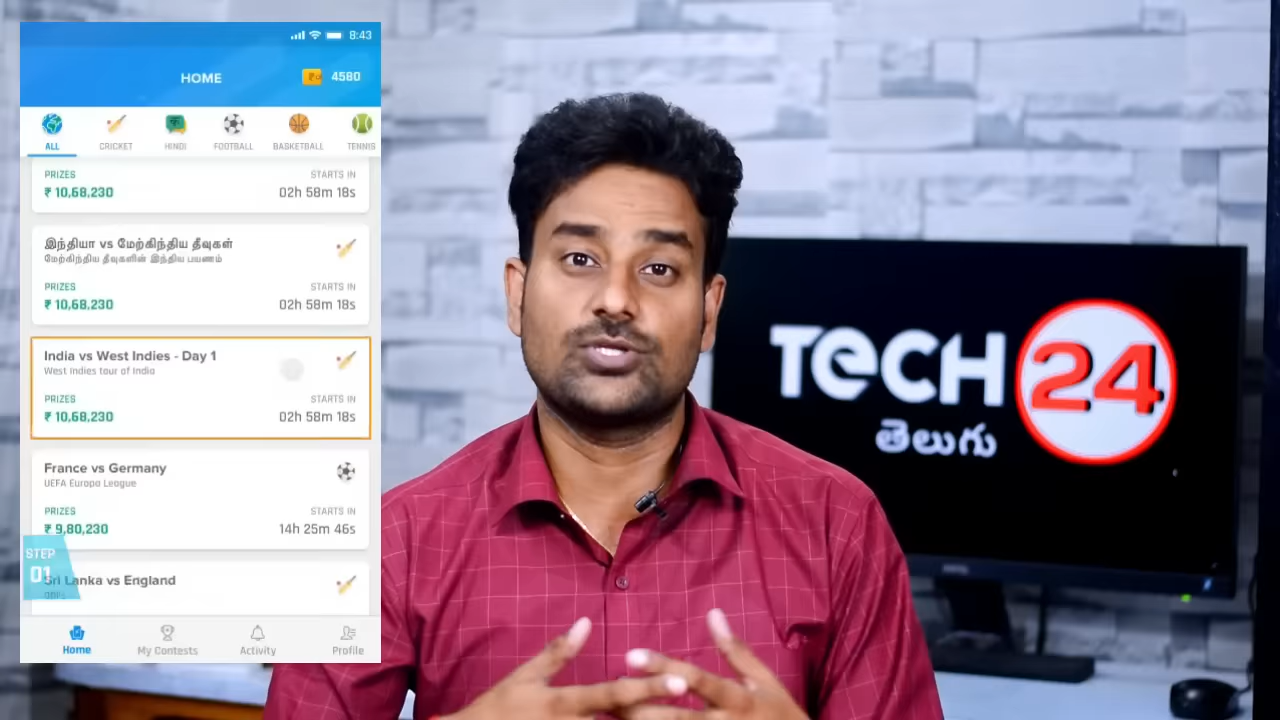 8:43
HOME
4580
ALL
CRICKET
HINDI
FOOTBALL
BASKETBALL
TENNIS
PRIZES
STARTS IN
₹ 10,68,230
02h 58m 18s
இந்தியா vs மேற்கிந்திய தீவுகள்
மேற்கிந்திய தீவுகளின் இந்திய பயணம்
PRIZES
STARTS IN
₹ 10,68,230
02h 58m 18s
India vs West Indies - Day 1
West Indies tour of India
PRIZES
STARTS IN
₹ 10,68,230
02h 58m 18s
France vs Germany
UEFA Europa League
PRIZES
STARTS IN
₹ 9,80,230
14h 25m 46s
STEP
01
Sri Lanka vs England
Home
My Contests
Activity
Profile
TECH 24
తెలుగు